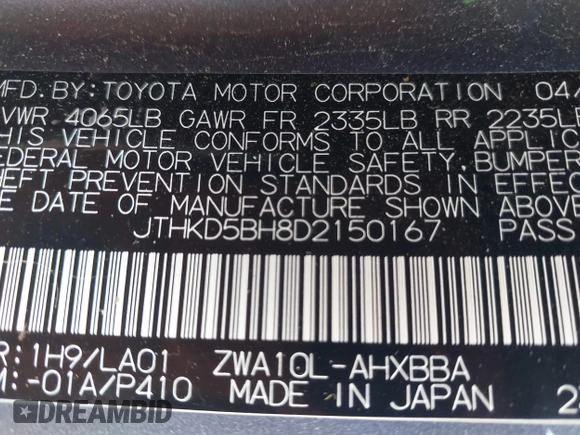 MFD.BY:TOYOTA MOTOR CORPORATION 04/
VWR 4065LB GAWR FR 2335LB RR 2235LB
HIS VEHICLE CONFORMS TO ALL APPLICABLE
EDERAL MOTOR VEHICLE SAFETY,BUMPER
HEFT PREVENTION STANDARDS IN EFFEC
E DATE OF MANUFACTURE SHOWN ABOVE
JTHKD5BH8D2150167 PASS
R:1H9/LA01 ZWA10L-AHXBBA
M:-01A/P410 MADE IN JAPAN 2
DREAMBID